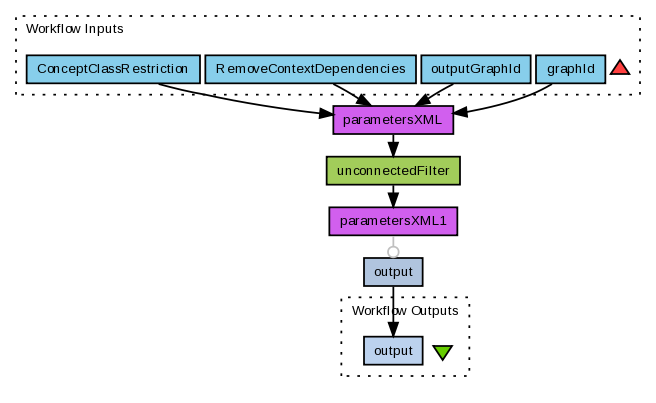 Workflow Inputs
ConceptClassRestriction RemoveContextDependencies outputGraphId graphId
parametersXML
unconnectedFilter
parametersXML1
output
Workflow Outputs
output